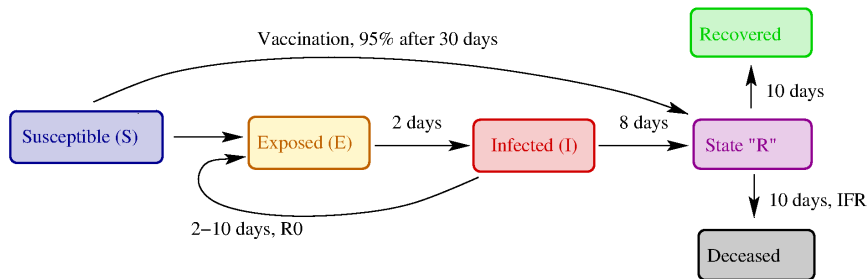 Recovered
Vaccination, 95% after 30 days
10 days
Susceptible (S)
Exposed (E)
2 days
Infected (I)
8 days
State "R"
10 days, IFR
2−10 days, R0
Deceased